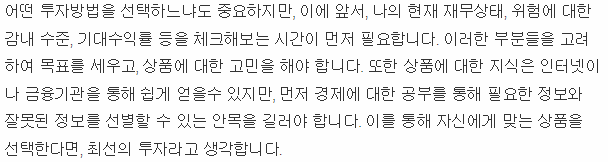 어떤 투자방법을 선택하느냐도 중요하지만, 이에 앞서, 나의 현재 재무상태, 위험에 대한
감내 수준, 기대수익률 등을 체크해보는 시간이 먼저 필요합니다. 이러한 부분들을 고려
하여 목표를 세우고, 상품에 대한 고민을 해야 합니다. 또한 상품에 대한 지식은 인터넷이
나 금융기관을 통해 쉽게 얻을수 있지만, 먼저 경제에 대한 공부를 통해 필요한 정보와
잘못된 정보를 선별할 수 있는 안목을 길러야 합니다. 이를 통해 자신에게 맞는 상품을
선택한다면, 최선의 투자라고 생각합니다.